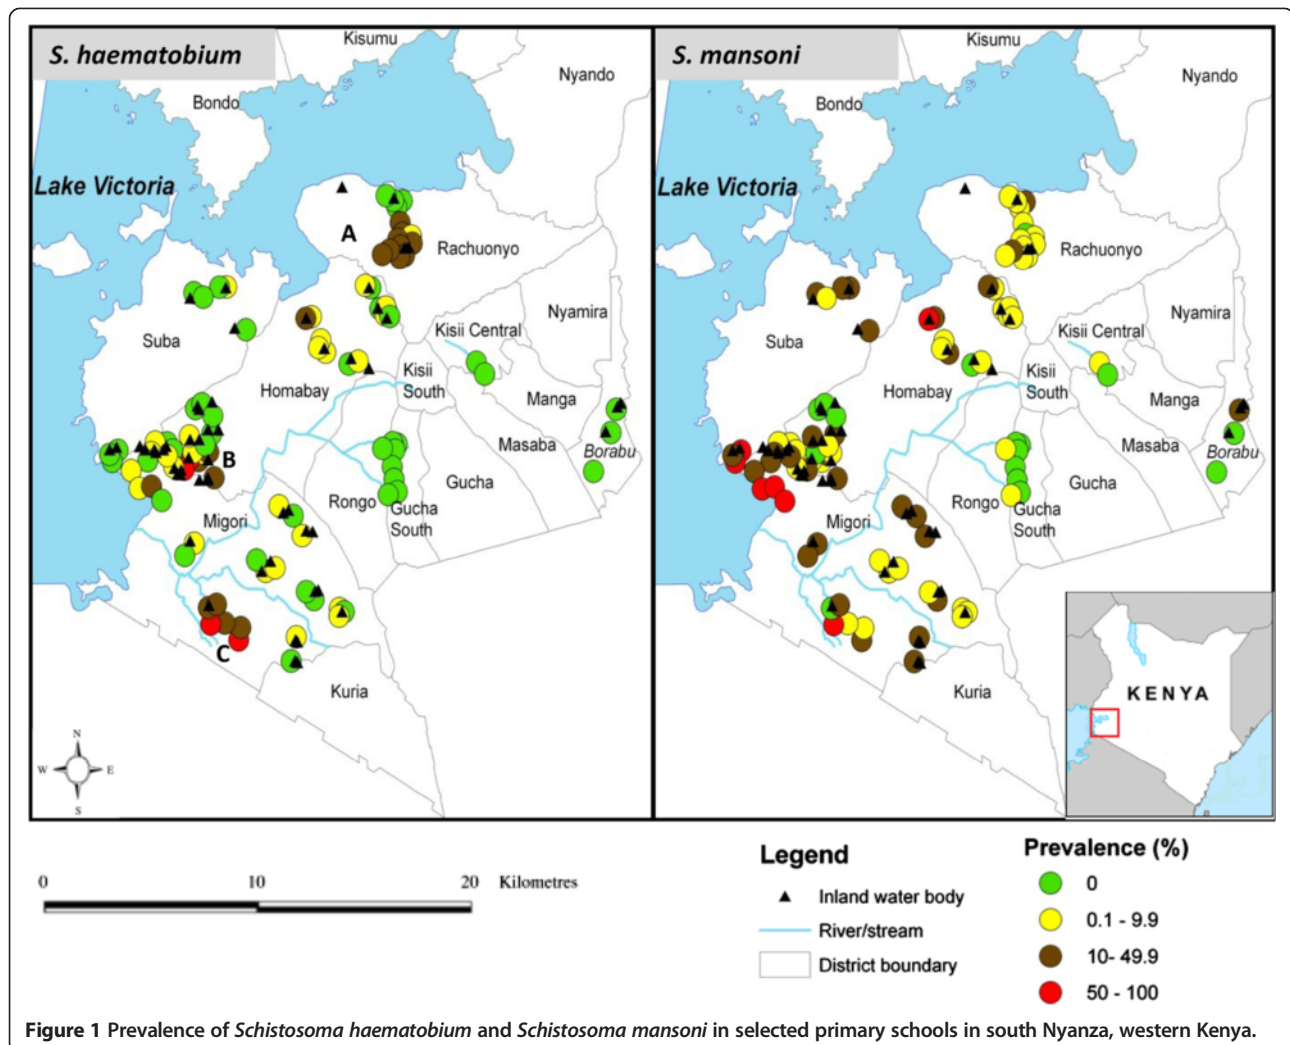 S. haematobium
Kisumu
Nyando
Bondo
Lake Victoria
A
Rachuonyo
Nyamira
Kisii Central
Suba
Homabay
Kisii
South
Manga
Masaba
Borabu
B
Gucha
Rongo
Gucha
South
Migori
C
Kuria
N
W E
S
S. mansoni
Kisumu
Nyando
Bondo
Lake Victoria
Rachuonyo
Nyamira
Kisii Central
Suba
Homabay
Kisii
South
Manga
Masaba
Borabu
Gucha
Rongo
Gucha
South
Migori
Kuria
KENYA
0 10 20 Kilometres
Legend
Inland water body
River/stream
District boundary
Prevalence (%)
0
0.1 - 9.9
10- 49.9
50 - 100
Figure 1 Prevalence of Schistosoma haematobium and Schistosoma mansoni in selected primary schools in south Nyanza, western Kenya.